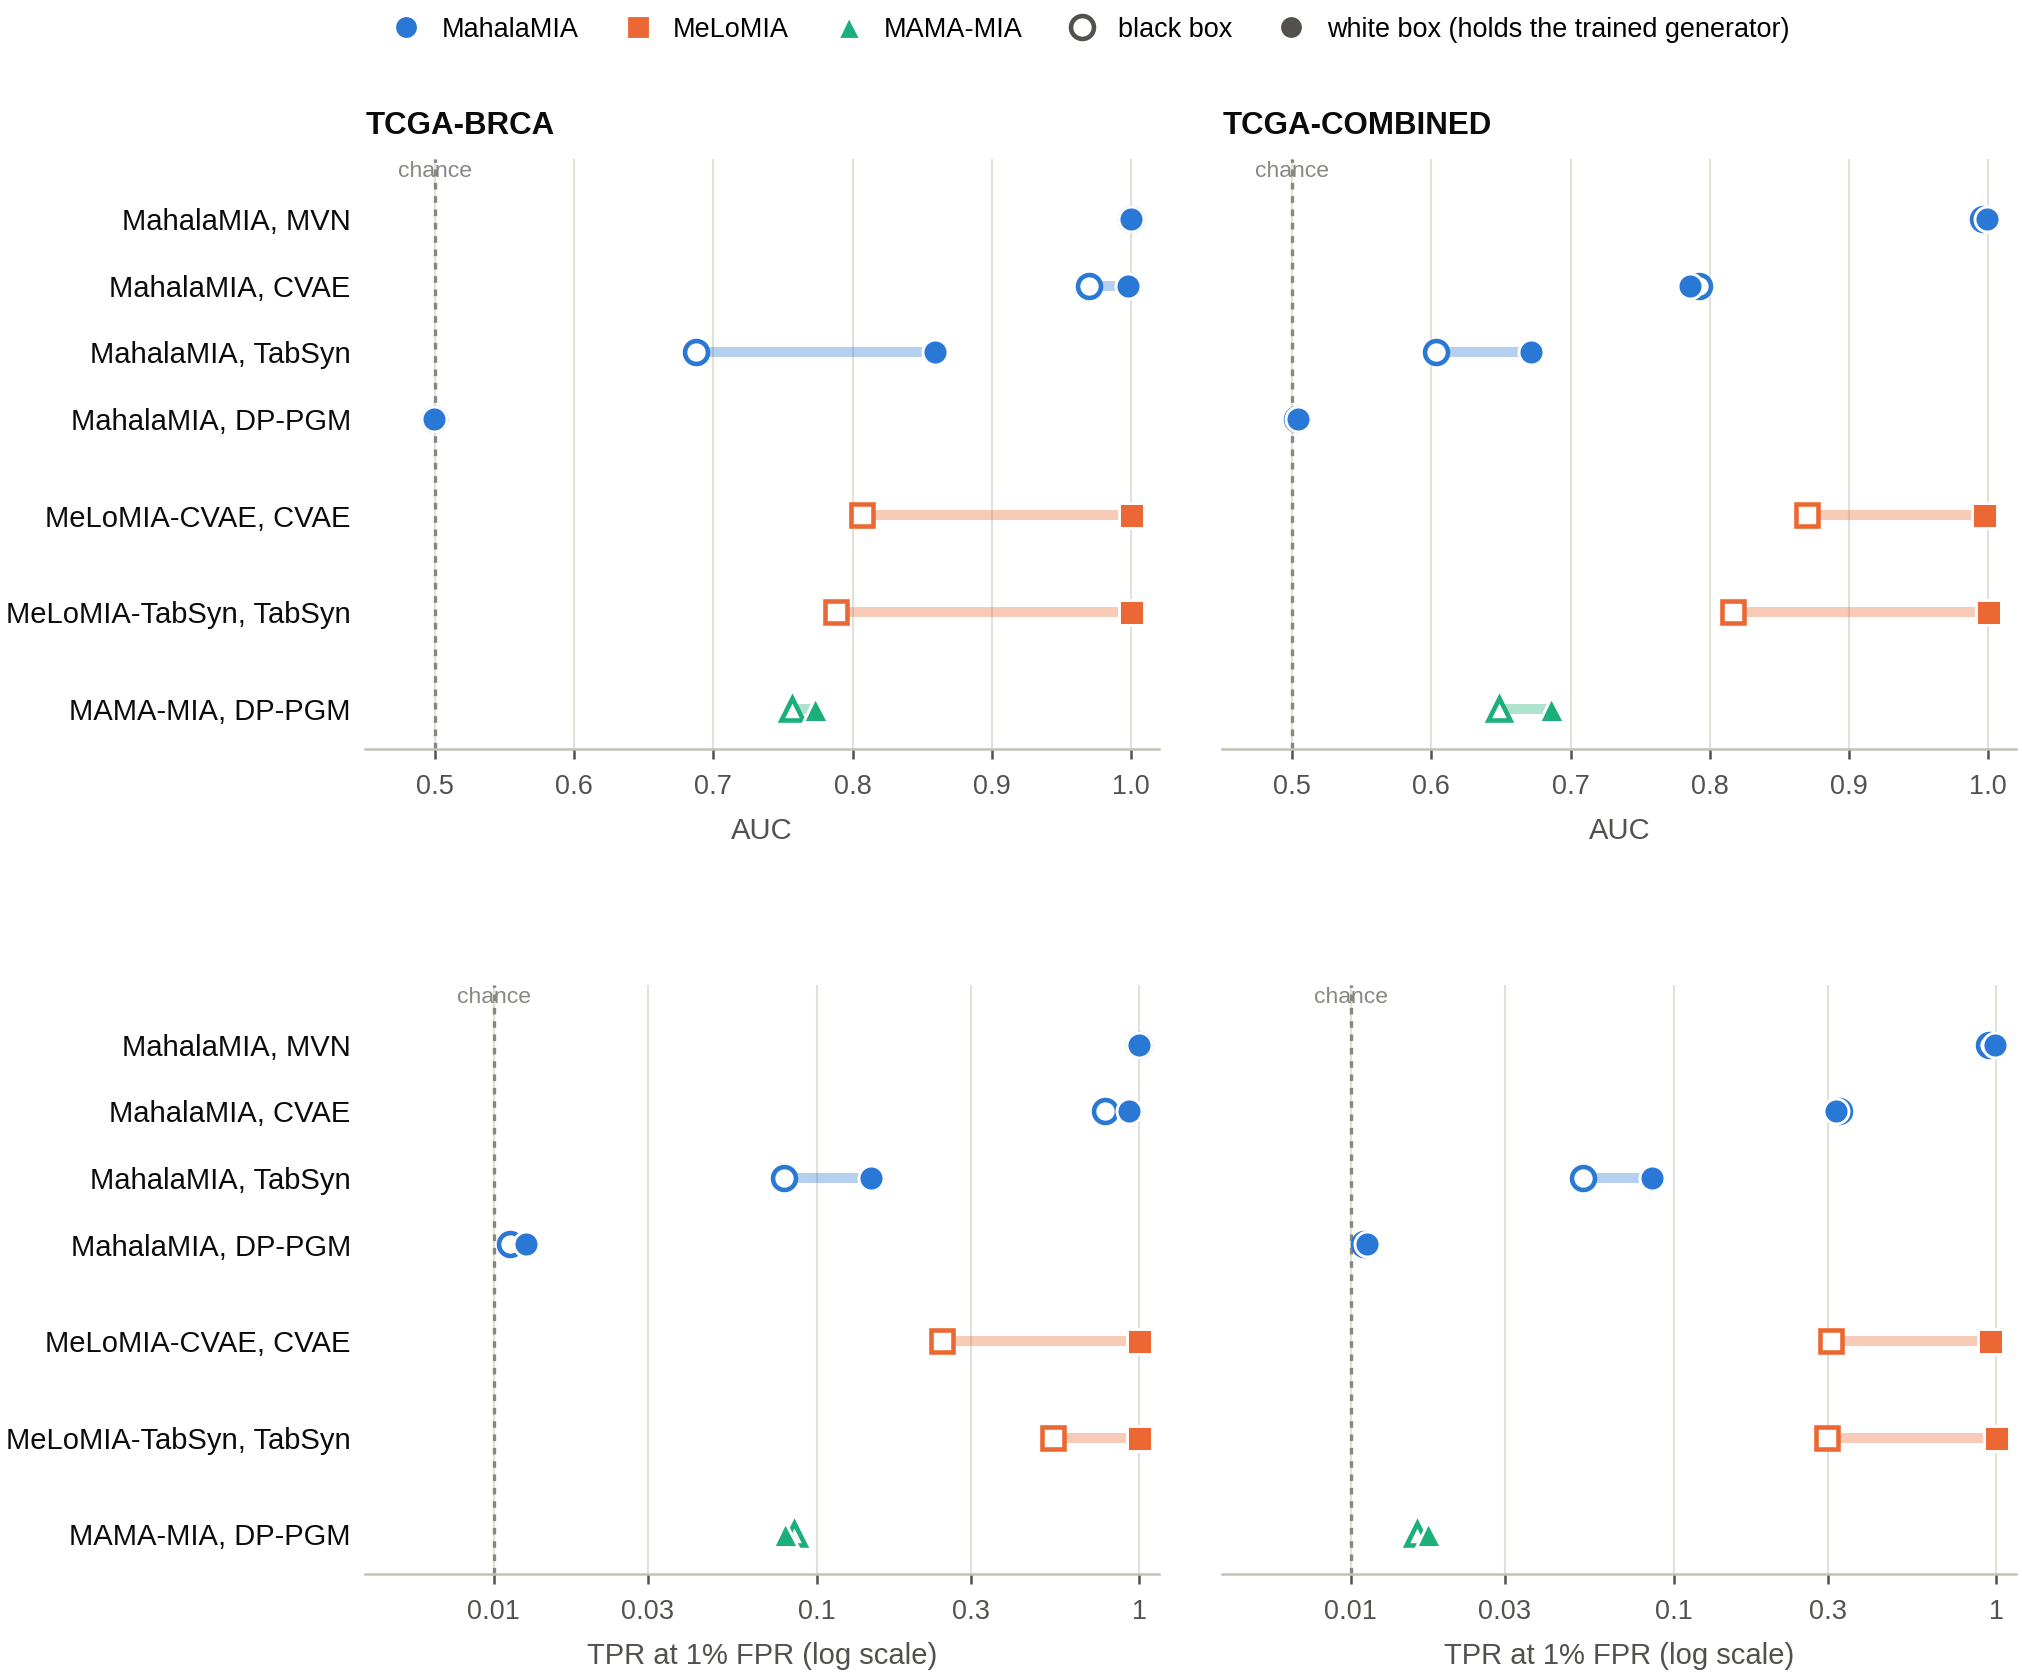 MahalaMIA MeLoMIA MAMA-MIA black box white box (holds the trained generator)
TCGA-BRCA TCGA-COMBINED
chance chance
MahalaMIA, MVN
MahalaMIA, CVAE
MahalaMIA, TabSyn
MahalaMIA, DP-PGM
MeLoMIA-CVAE, CVAE
MeLoMIA-TabSyn, TabSyn
MAMA-MIA, DP-PGM
0.5 0.6 0.7 0.8 0.9 1.0 0.5 0.6 0.7 0.8 0.9 1.0
AUC AUC
chance chance
MahalaMIA, MVN
MahalaMIA, CVAE
MahalaMIA, TabSyn
MahalaMIA, DP-PGM
MeLoMIA-CVAE, CVAE
MeLoMIA-TabSyn, TabSyn
MAMA-MIA, DP-PGM
0.01 0.03 0.1 0.3 1 0.01 0.03 0.1 0.3 1
TPR at 1% FPR (log scale) TPR at 1% FPR (log scale)